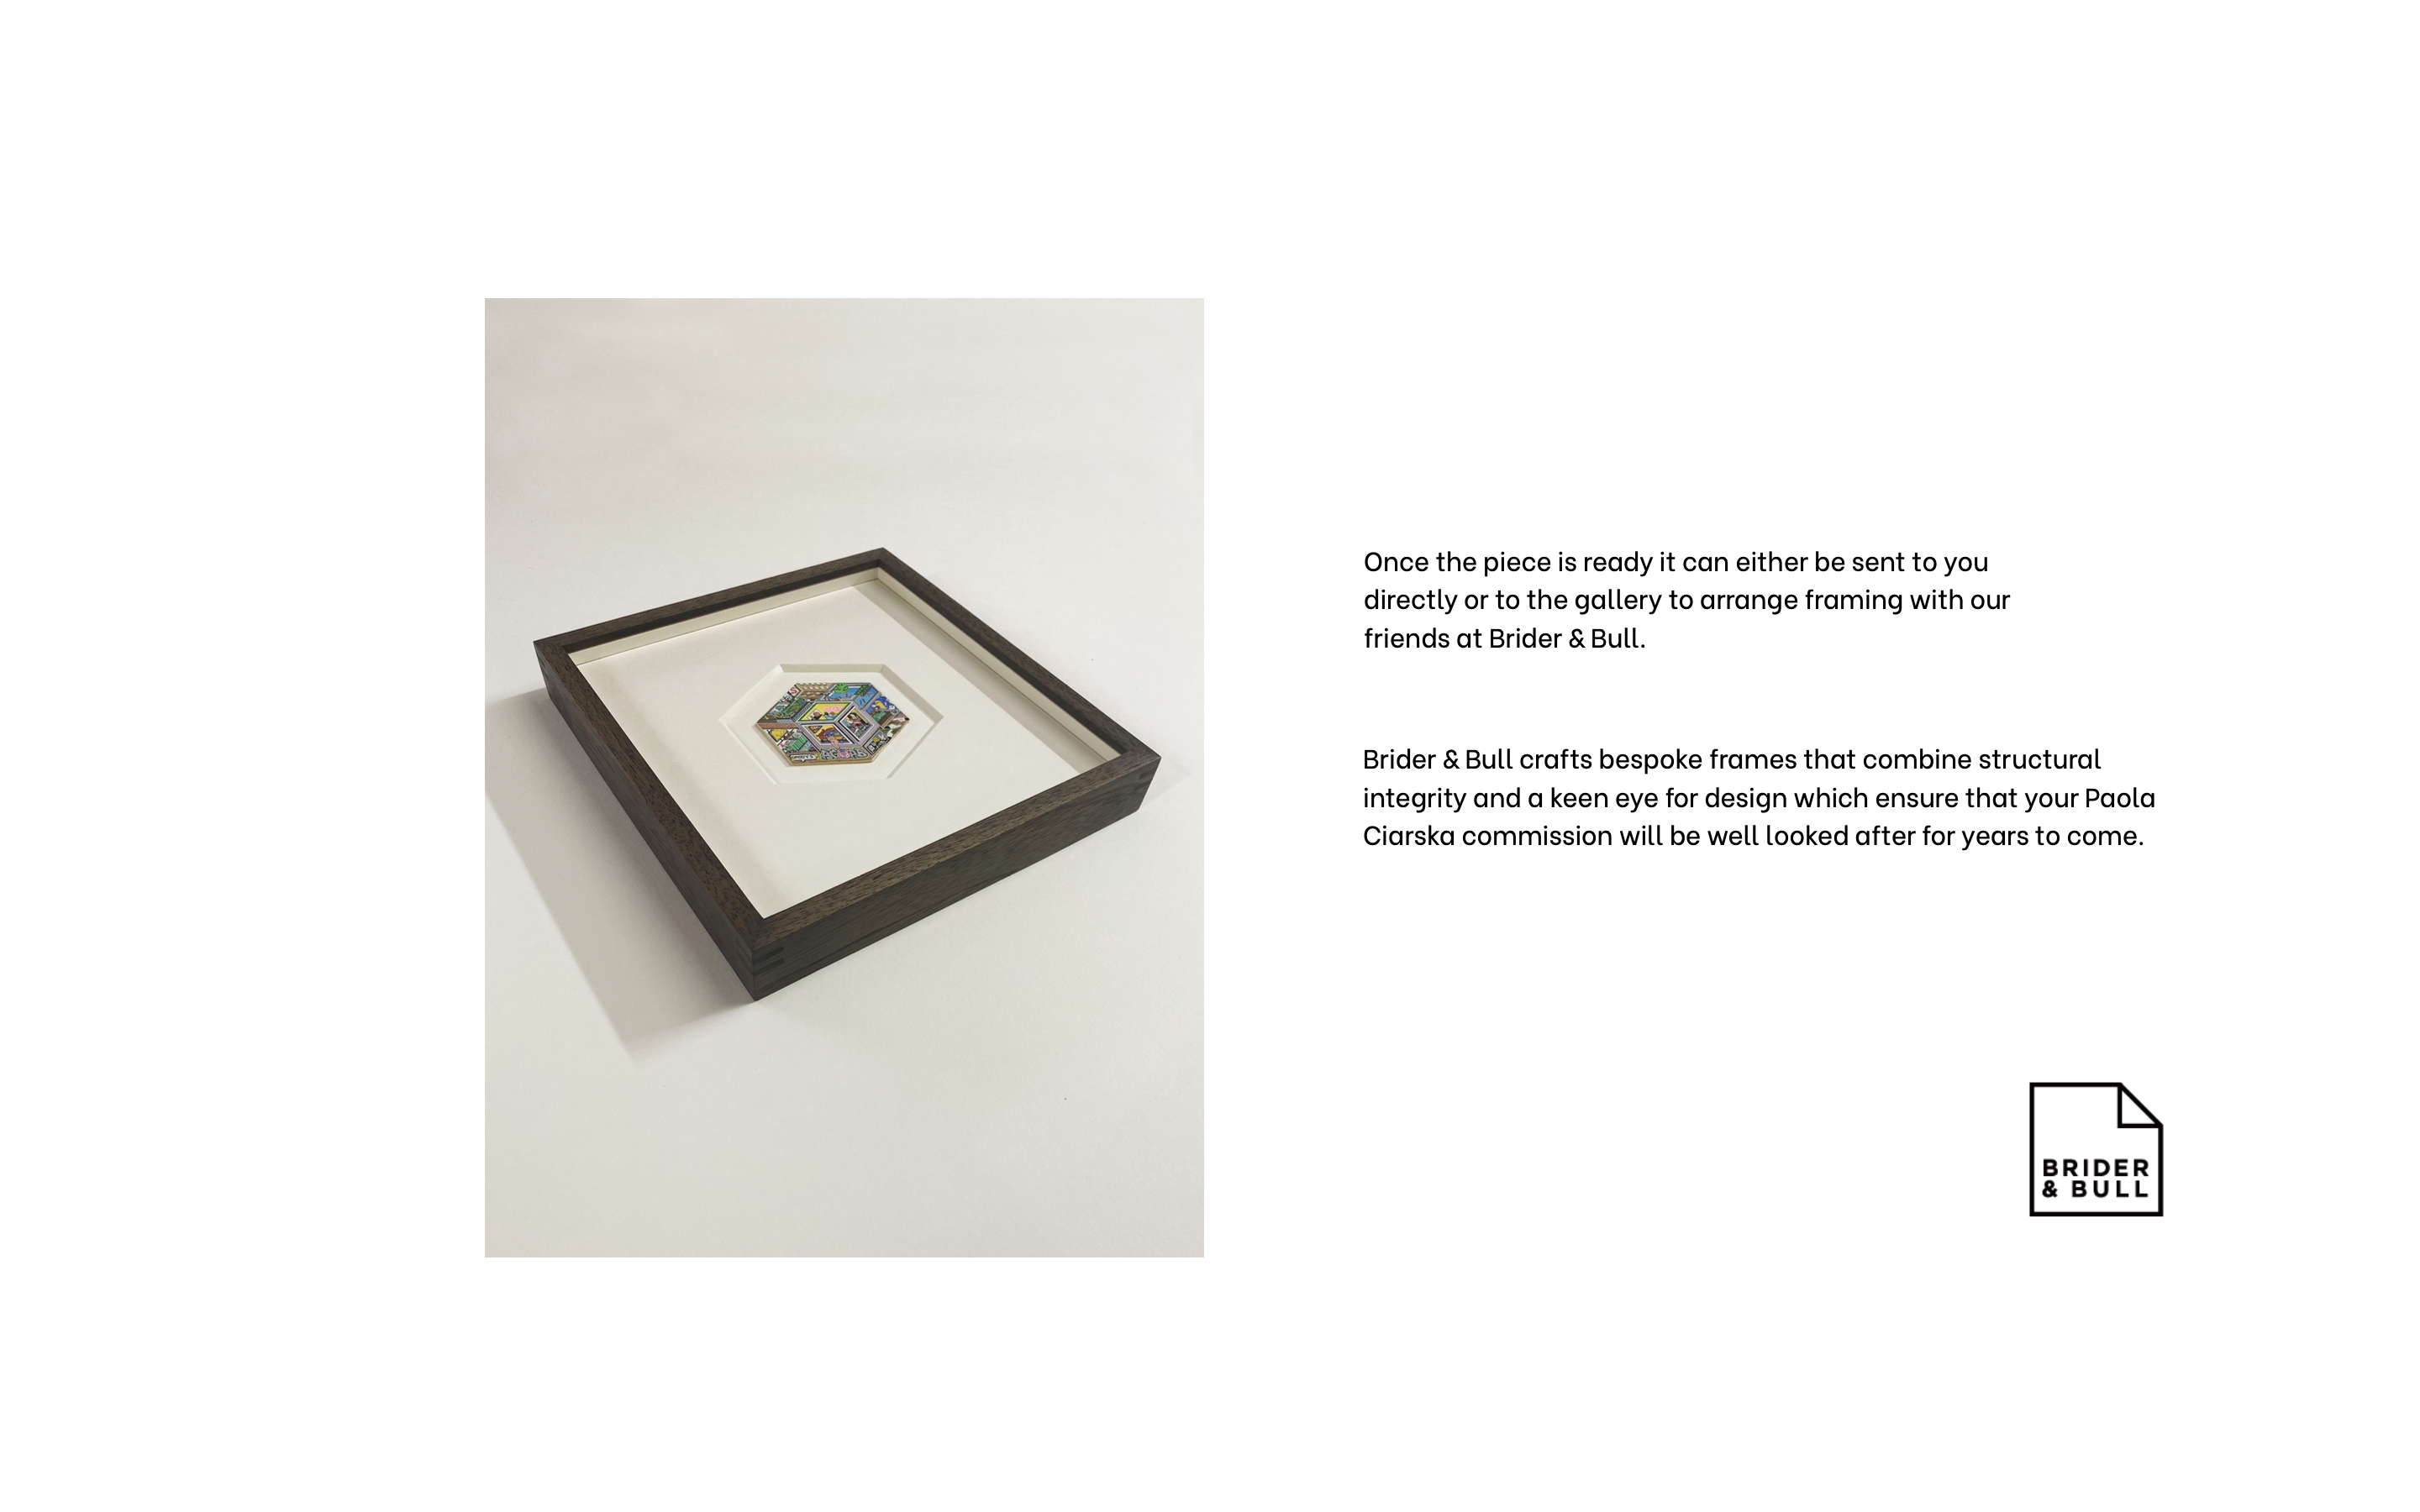 Once the piece is ready it can either be sent to you
directly or to the gallery to arrange framing with our
friends at Brider & Bull.
Brider & Bull crafts bespoke frames that combine structural
integrity and a keen eye for design which ensure that your Paola
Ciarska commission will be well looked after for years to come.
BRIDER
& BULL